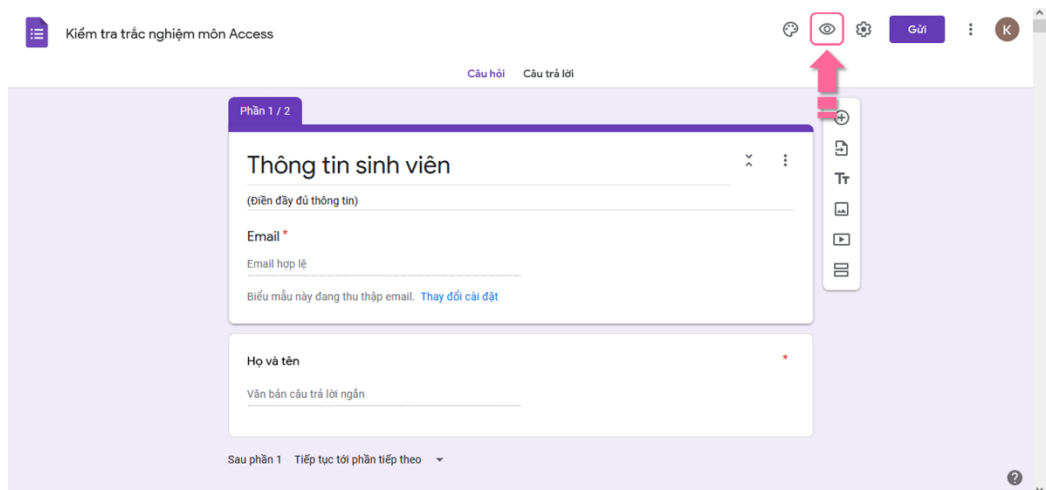 Kiểm tra trắc nghiệm môn Access
Gửi
K
Câu hỏi Câu trả lời
Phần 1 / 2
Thông tin sinh viên
(Điền đầy đủ thông tin)
Email *
Email hợp lệ
Biểu mẫu này đang thu thập email. Thay đổi cài đặt
Họ và tên *
Văn bản câu trả lời ngắn
Sau phần 1 Tiếp tục tới phần tiếp theo